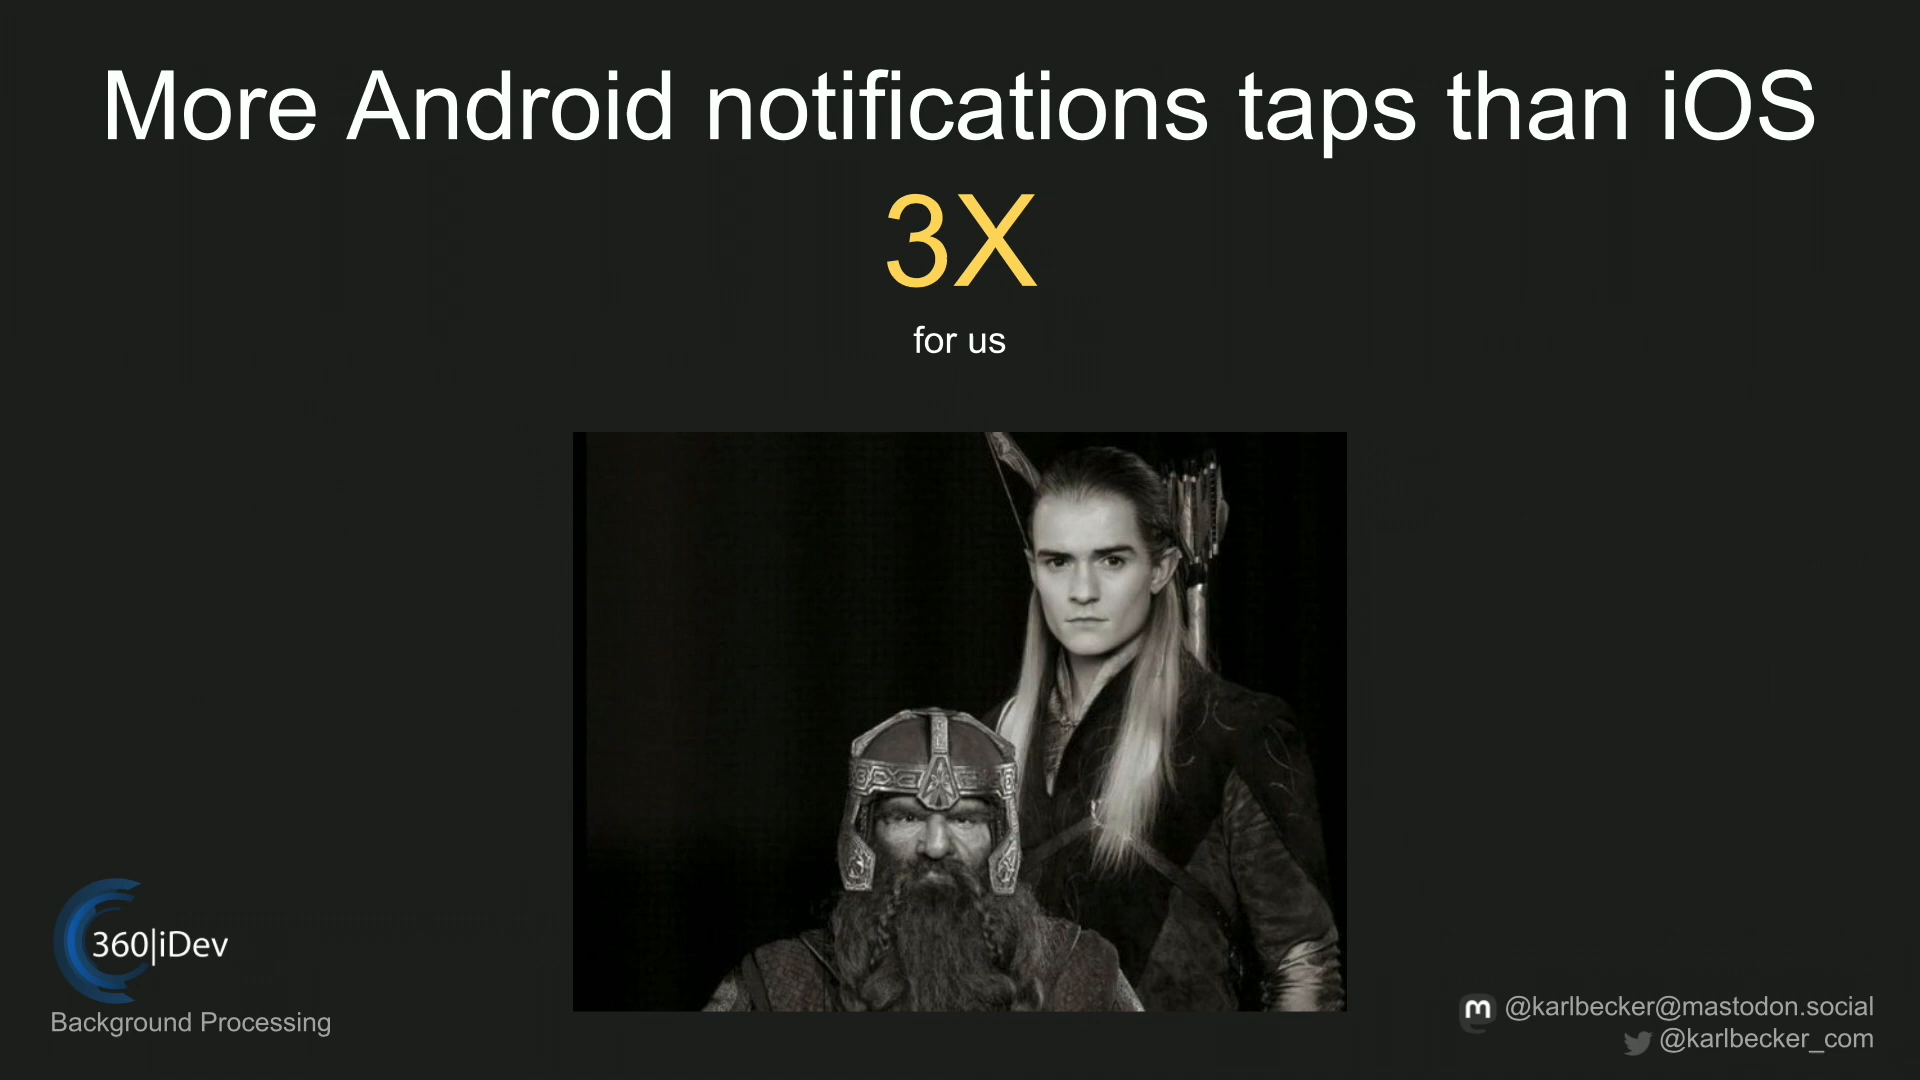 More Android notifications taps than iOS
3X
for us
360|iDev
Background Processing
@karlbecker@mastodon.social
@karlbecker_com